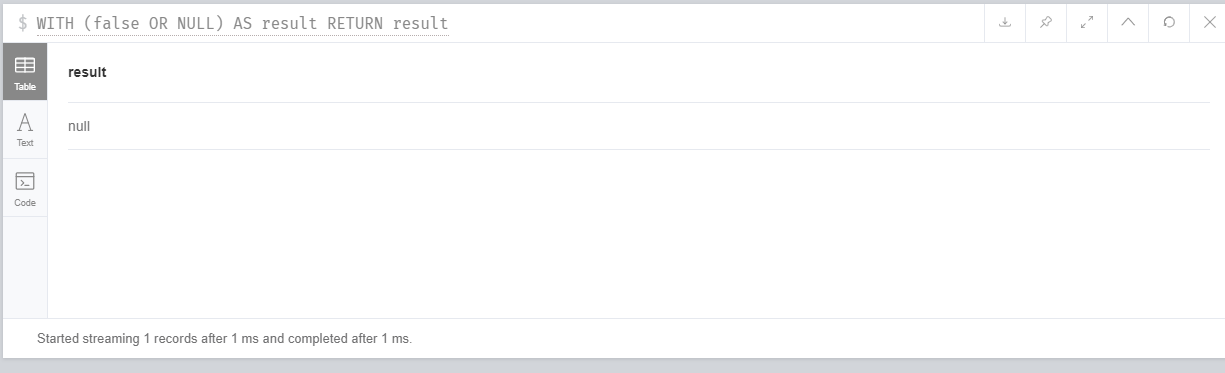 $ WITH (false OR NULL) AS result RETURN result
Table
result
null
Text
Code
Started streaming 1 records after 1 ms and completed after 1 ms.